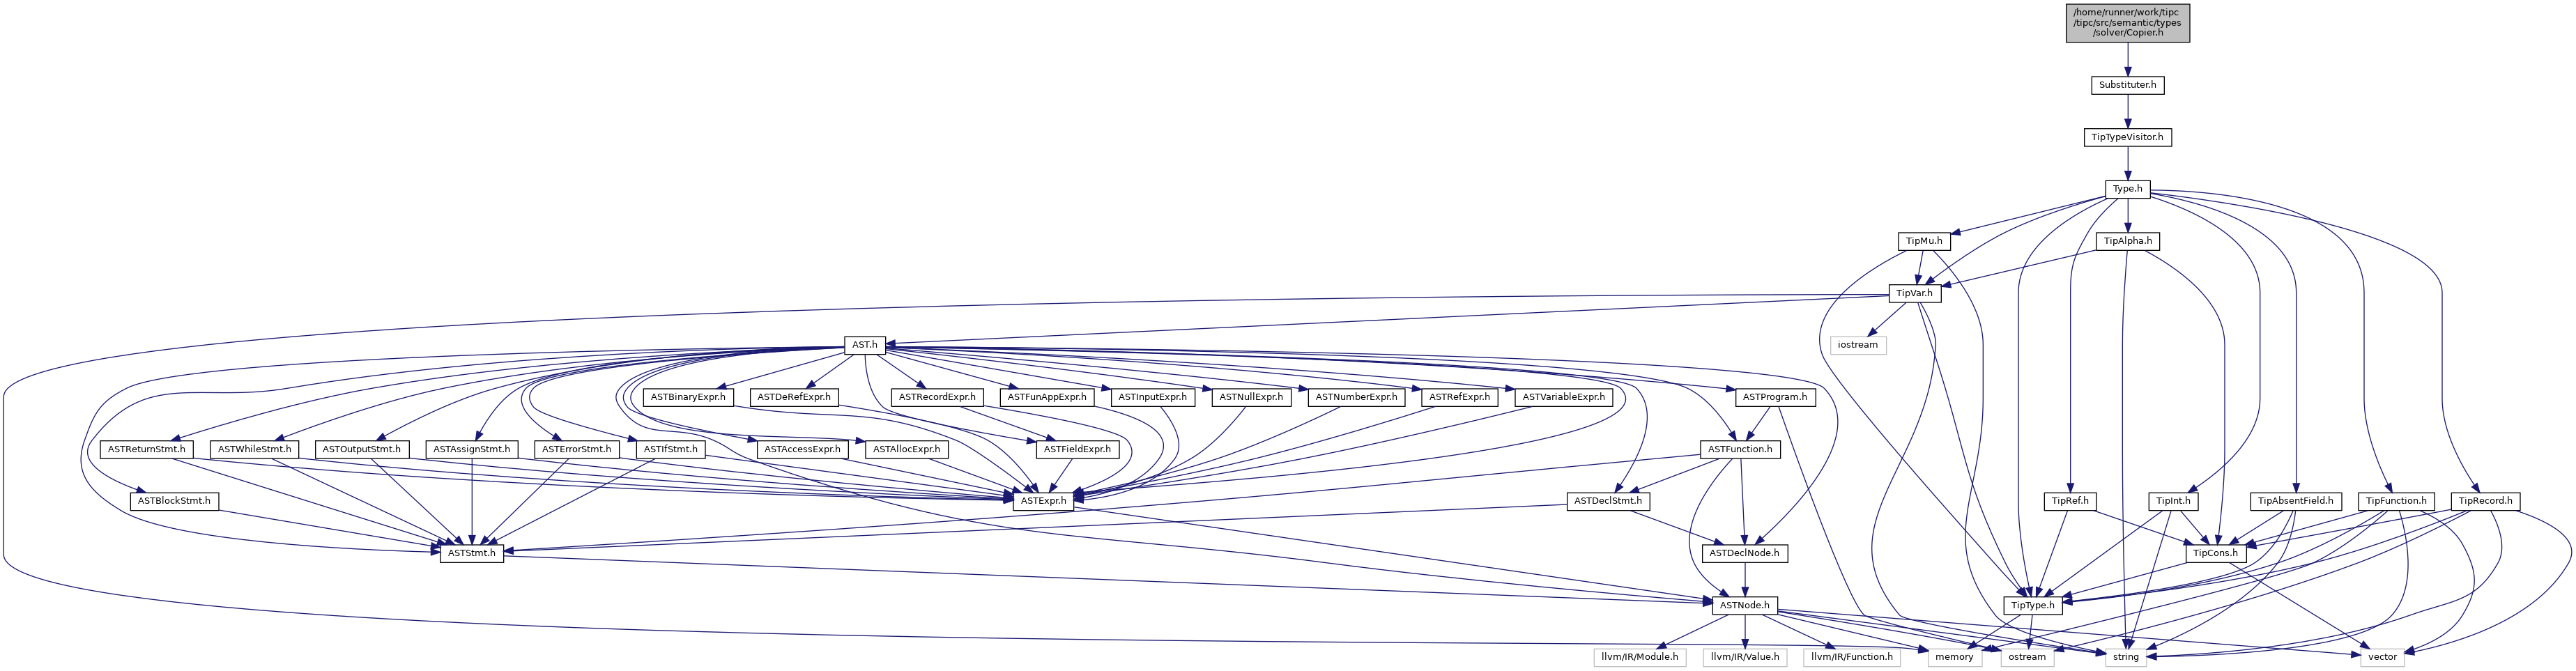 /home/runner/work/tipc
/tipc/src/semantic/types
/solver/Copier.h
Substituter.h
TipTypeVisitor.h
Type.h
TipMu.h
TipAlpha.h
TipVar.h
AST.h
iostream
ASTBinaryExpr.h
ASTDeRefExpr.h
ASTRecordExpr.h
ASTFunAppExpr.h
ASTInputExpr.h
ASTNullExpr.h
ASTNumberExpr.h
ASTRefExpr.h
ASTVariableExpr.h
ASTProgram.h
ASTReturnStmt.h
ASTWhileStmt.h
ASTOutputStmt.h
ASTAssignStmt.h
ASTErrorStmt.h
ASTIfStmt.h
ASTAccessExpr.h
ASTAllocExpr.h
ASTFieldExpr.h
ASTFunction.h
ASTBlockStmt.h
ASTExpr.h
ASTDeclStmt.h
TipRef.h
TipInt.h
TipAbsentField.h
TipFunction.h
TipRecord.h
ASTStmt.h
ASTDeclNode.h
TipCons.h
ASTNode.h
TipType.h
llvm/IR/Module.h
llvm/IR/Value.h
llvm/IR/Function.h
memory
ostream
string
vector